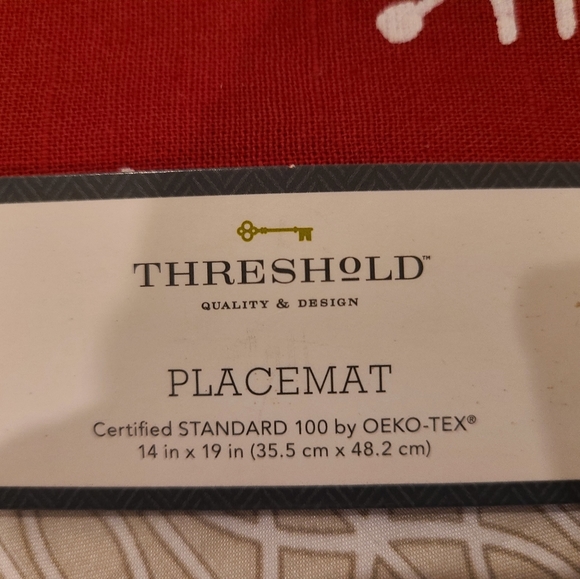 THRESHOLD™
QUALITY & DESIGN
PLACEMAT
Certified STANDARD 100 by OEKO-TEX®
14 in x 19 in (35.5 cm x 48.2 cm)